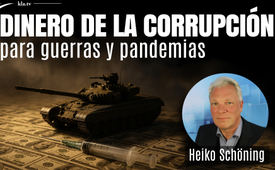 kla.tv
DINERO DE LA CORRUPCIÓN
para guerras y pandemias
Heiko Schöning